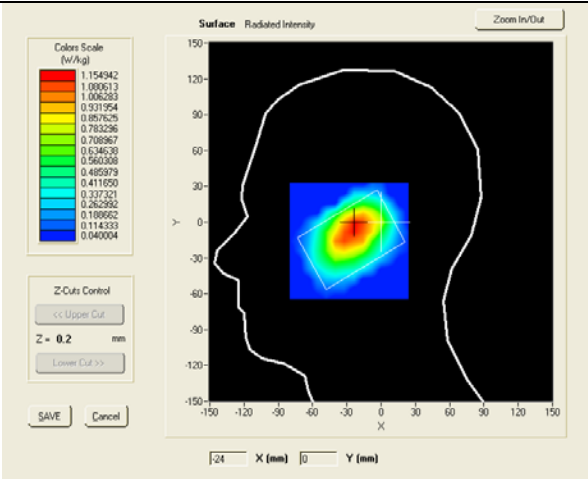 Surface Radiated Intensity
Zoom In/Out
Colors Scale
(W/kg)
1.154942
1.080613
1.006283
0.931954
0.857625
0.783296
0.708967
0.634638
0.560308
0.485979
0.411650
0.337321
0.262992
0.188662
0.114333
0.040004
Z-Cuts Control
<< Upper Cut
Z = 0.2 mm
Lower Cut >>
SAVE Cancel
150
120
90
60
30
0
-30
-60
-90
-120
-150
Y
-150 -120 -90 -60 -30 0 30 60 90 120 150
X
-24 X (mm) 0 Y (mm)